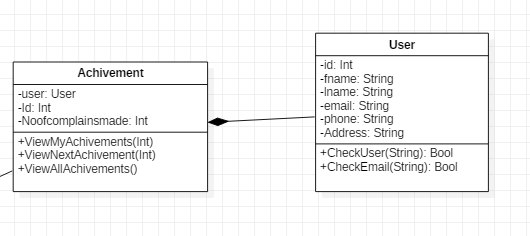 Achivement
-user: User
-Id: Int
-Noofcomplainsmade: Int
+ViewMyAchivements(Int)
+ViewNextAchivement(Int)
+ViewAllAchivements()
User
-id: Int
-fname: String
-lname: String
-email: String
-phone: String
-Address: String
+CheckUser(String): Bool
+CheckEmail(String): Bool